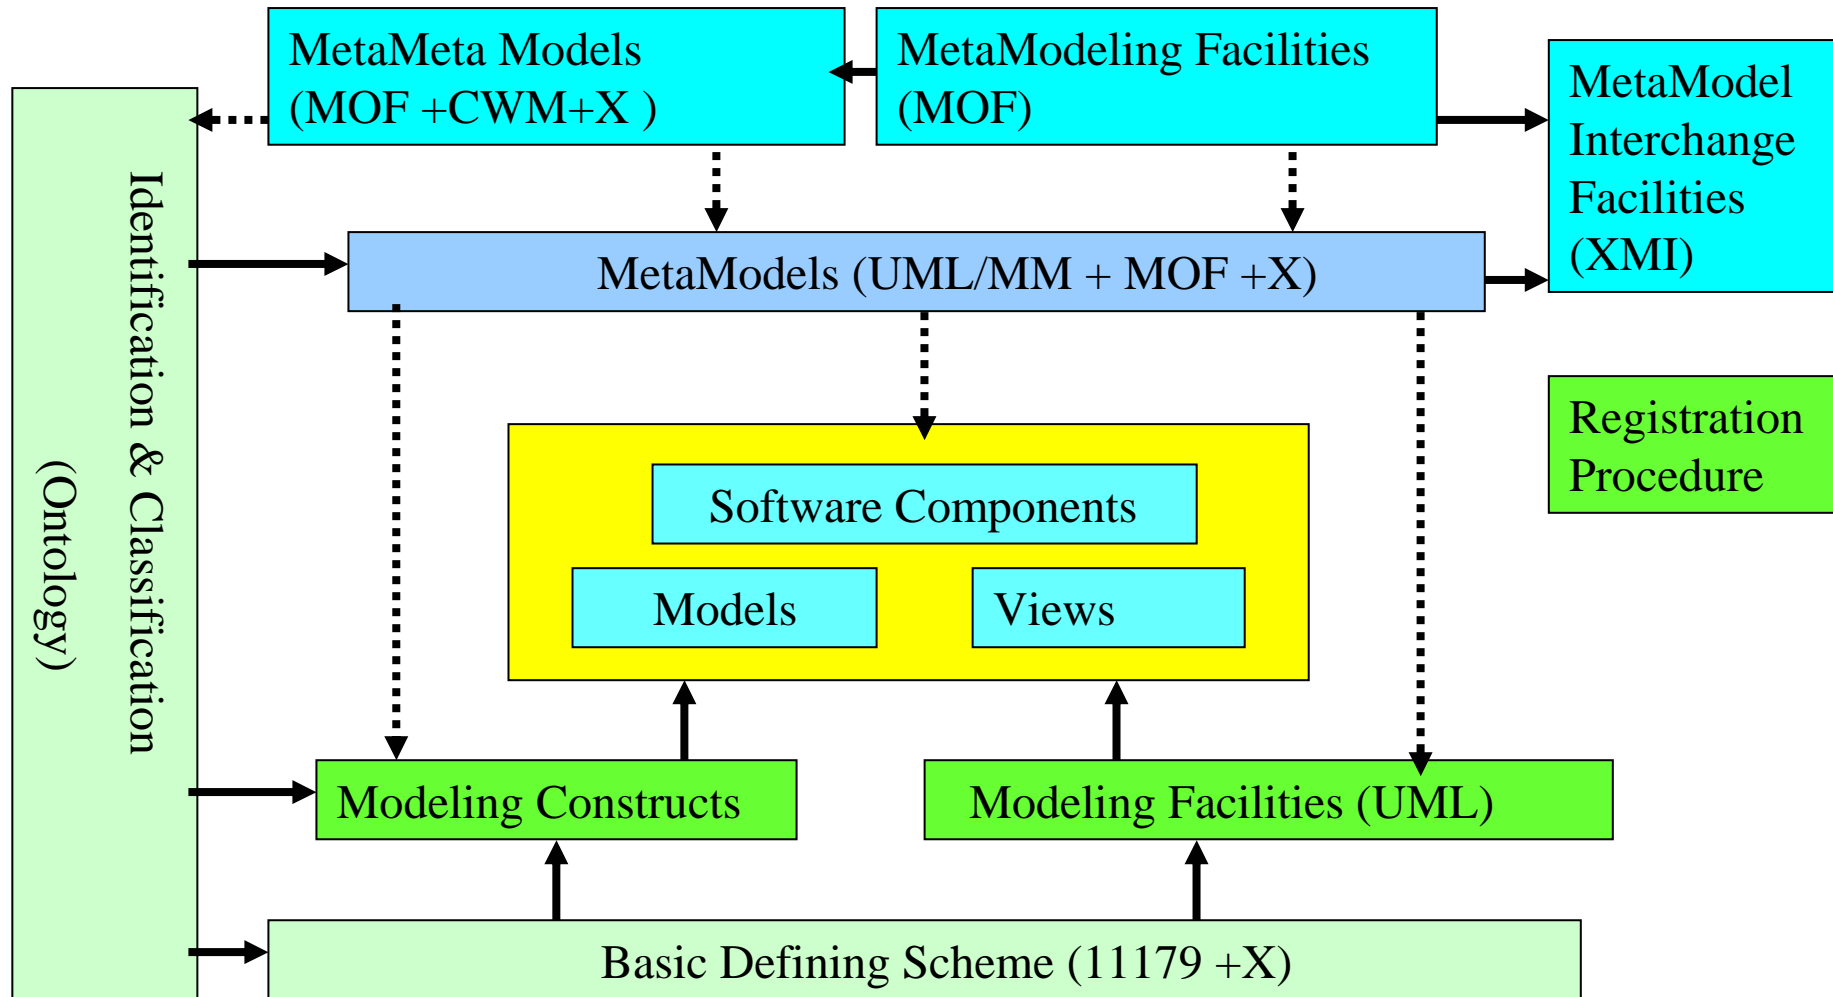 MetaMeta Models
(MOF +CWM+X )
MetaModeling Facilities
(MOF)
MetaModel
Interchange
Facilities
(XMI)
Identification & Classification
(Ontology)
MetaModels (UML/MM + MOF +X)
Registration
Procedure
Software Components
Models
Views
Modeling Constructs
Modeling Facilities (UML)
Basic Defining Scheme (11179 +X)